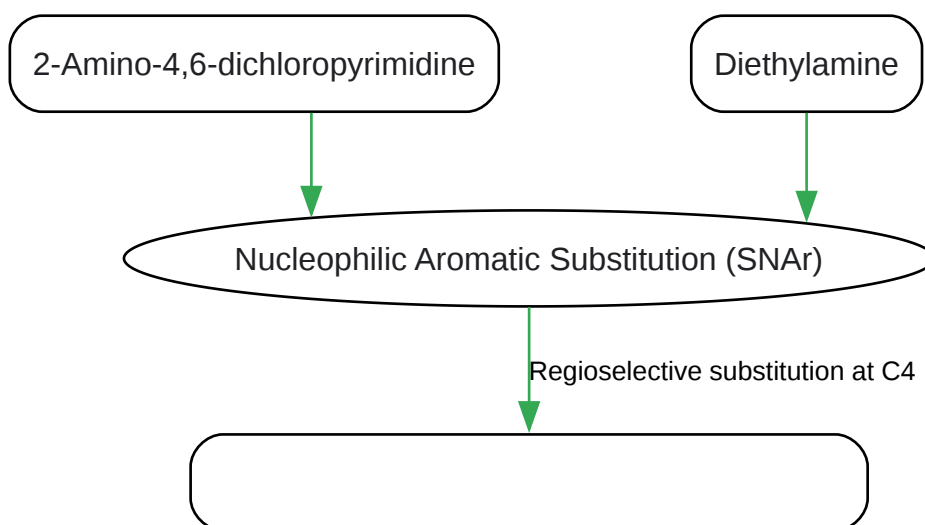 2-Amino-4,6-dichloropyrimidine
Diethylamine
Nucleophilic Aromatic Substitution (SNAr)
Regioselective substitution at C4